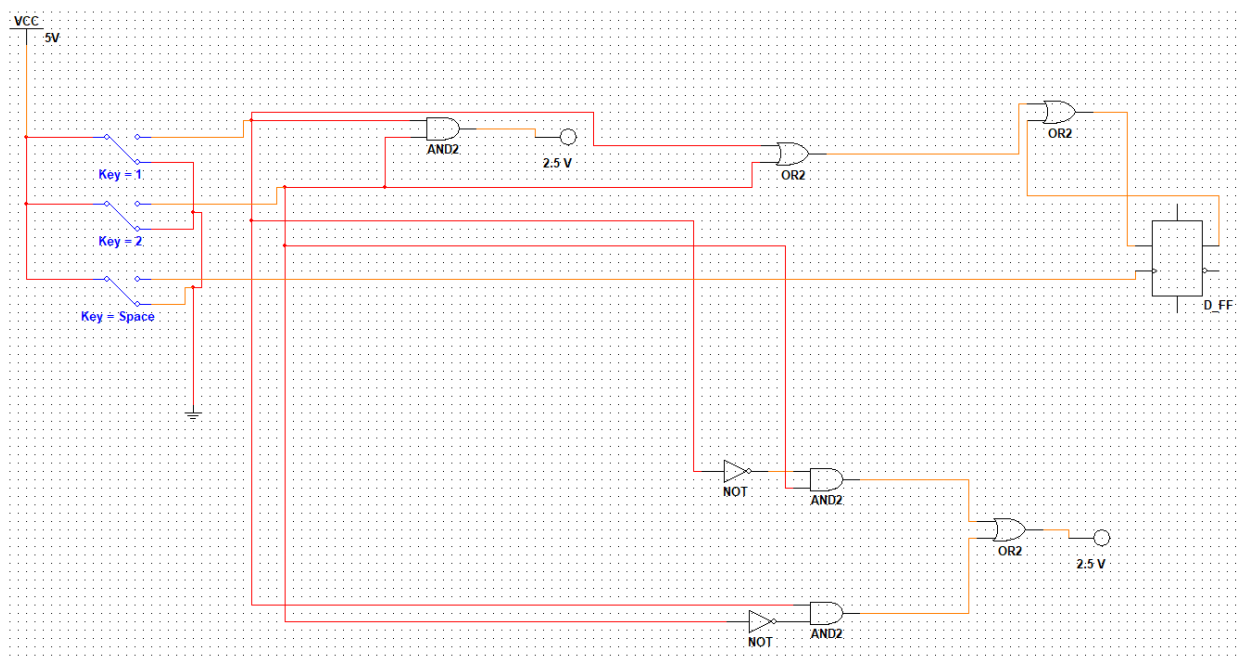 VCC
5V
Key = 1
AND2
2.5 V
OR2
OR2
Key = 2
Key = Space
D_FF
NOT
AND2
OR2
2.5 V
NOT
AND2